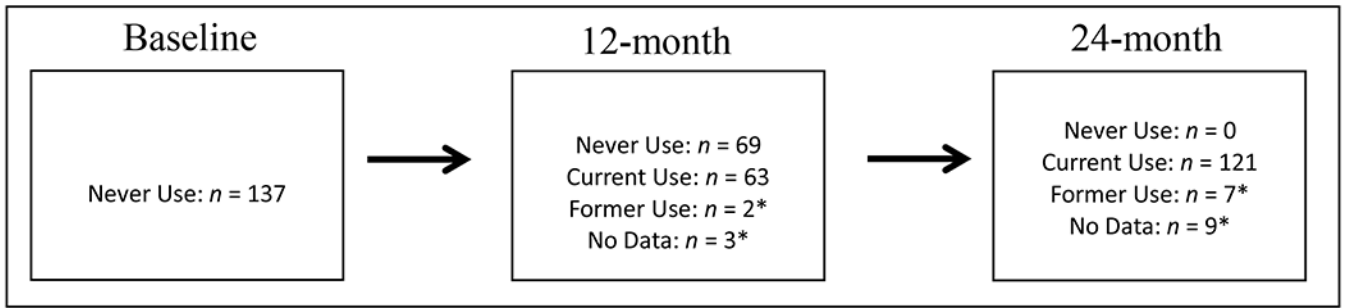 Baseline
Never Use: n = 137
12-month
Never Use: n = 69
Current Use: n = 63
Former Use: n = 2*
No Data: n = 3*
24-month
Never Use: n = 0
Current Use: n = 121
Former Use: n = 7*
No Data: n = 9*